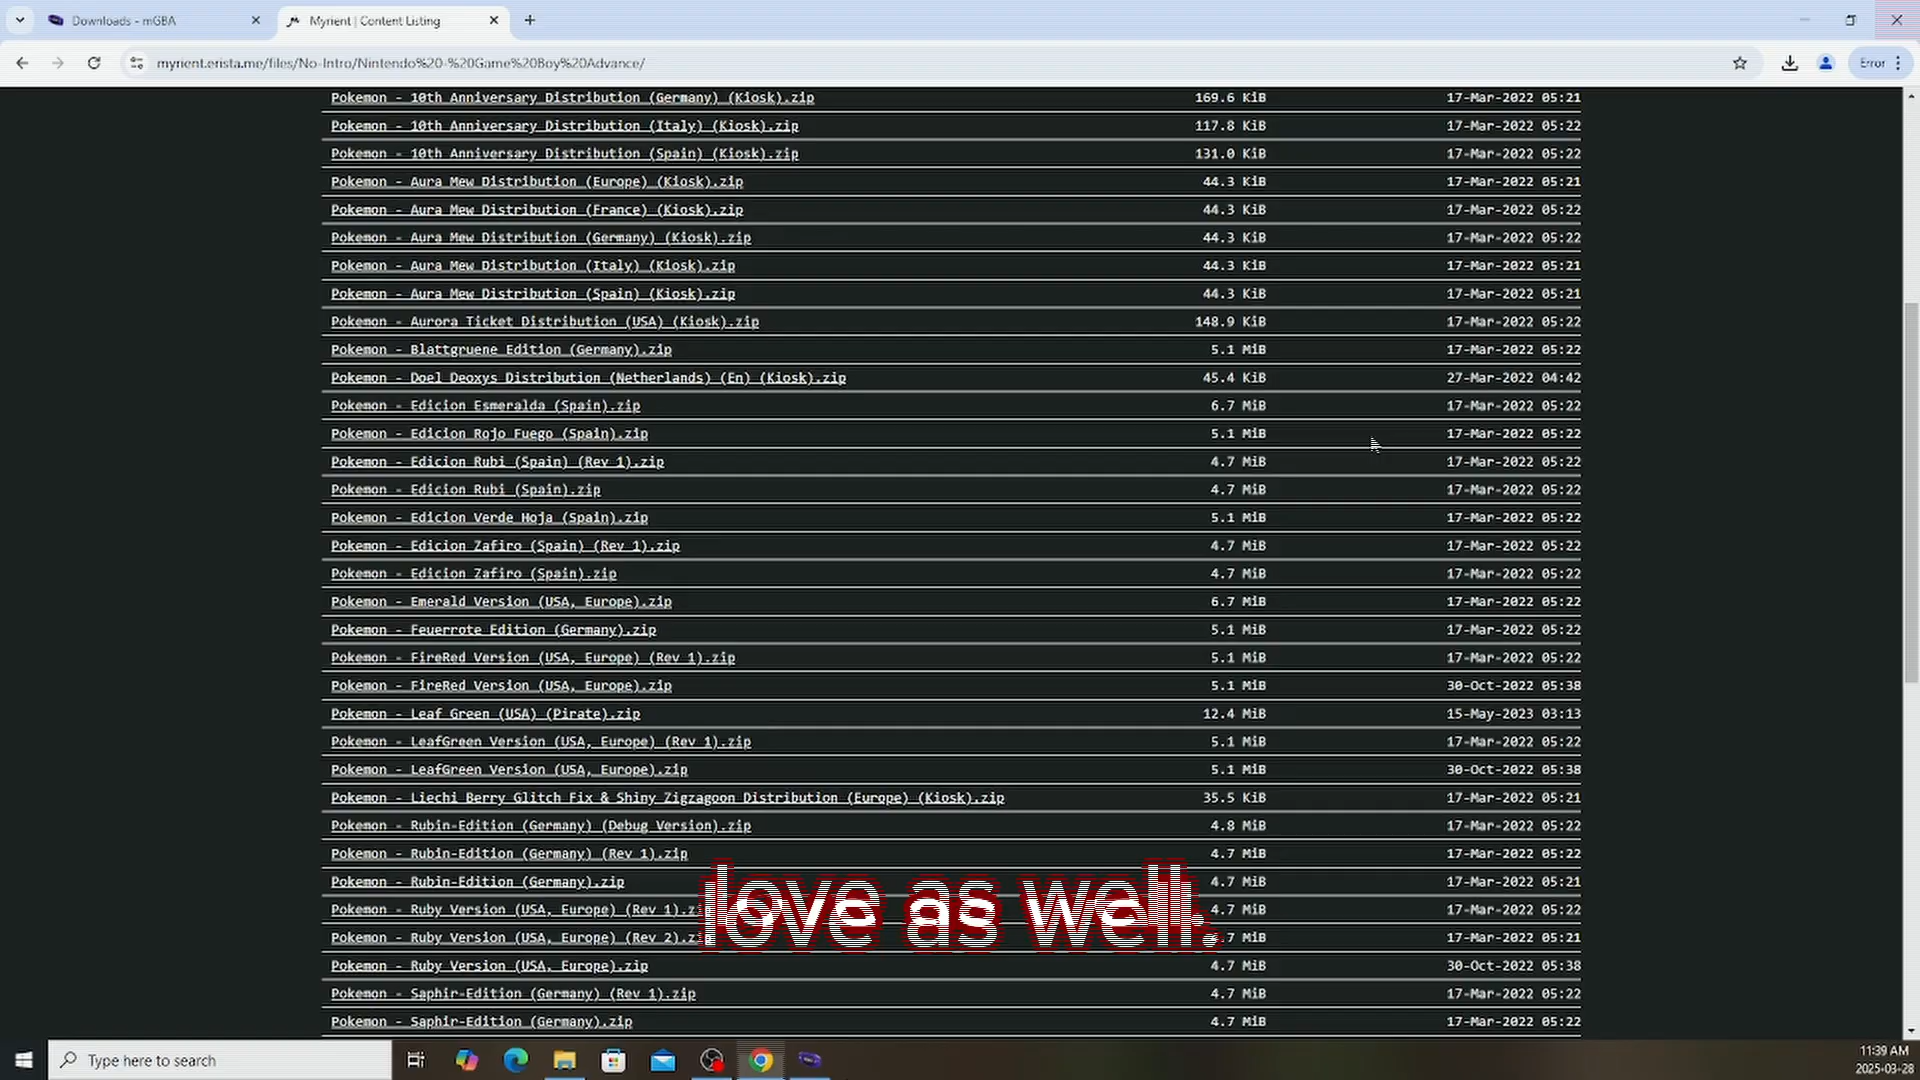 Downloads - mGBA
Myrient | Content Listing
myrient.erista.me/files/No-Intro/Nintendo%20-%20Game%20Boy%20Advance/
Error
Pokemon - 10th Anniversary Distribution (Germany) (Kiosk).zip 169.6 KiB 17-Mar-2022 05:21
Pokemon - 10th Anniversary Distribution (Italy) (Kiosk).zip 117.8 KiB 17-Mar-2022 05:22
Pokemon - 10th Anniversary Distribution (Spain) (Kiosk).zip 131.0 KiB 17-Mar-2022 05:22
Pokemon - Aura Mew Distribution (Europe) (Kiosk).zip 44.3 KiB 17-Mar-2022 05:21
Pokemon - Aura Mew Distribution (France) (Kiosk).zip 44.3 KiB 17-Mar-2022 05:22
Pokemon - Aura Mew Distribution (Germany) (Kiosk).zip 44.3 KiB 17-Mar-2022 05:22
Pokemon - Aura Mew Distribution (Italy) (Kiosk).zip 44.3 KiB 17-Mar-2022 05:21
Pokemon - Aura Mew Distribution (Spain) (Kiosk).zip 44.3 KiB 17-Mar-2022 05:21
Pokemon - Aurora Ticket Distribution (USA) (Kiosk).zip 148.9 KiB 17-Mar-2022 05:22
Pokemon - Blattgruene Edition (Germany).zip 5.1 MiB 17-Mar-2022 05:22
Pokemon - Doel Deoxys Distribution (Netherlands) (En) (Kiosk).zip 45.4 KiB 27-Mar-2022 04:42
Pokemon - Edicion Esmeralda (Spain).zip 6.7 MiB 17-Mar-2022 05:22
Pokemon - Edicion Rojo Fuego (Spain).zip 5.1 MiB 17-Mar-2022 05:22
Pokemon - Edicion Rubi (Spain) (Rev 1).zip 4.7 MiB 17-Mar-2022 05:22
Pokemon - Edicion Rubi (Spain).zip 4.7 MiB 17-Mar-2022 05:22
Pokemon - Edicion Verde Hoja (Spain).zip 5.1 MiB 17-Mar-2022 05:22
Pokemon - Edicion Zafiro (Spain) (Rev 1).zip 4.7 MiB 17-Mar-2022 05:22
Pokemon - Edicion Zafiro (Spain).zip 4.7 MiB 17-Mar-2022 05:22
Pokemon - Emerald Version (USA, Europe).zip 6.7 MiB 17-Mar-2022 05:22
Pokemon - Feuerrote Edition (Germany).zip 5.1 MiB 17-Mar-2022 05:22
Pokemon - FireRed Version (USA, Europe) (Rev 1).zip 5.1 MiB 17-Mar-2022 05:22
Pokemon - FireRed Version (USA, Europe).zip 5.1 MiB 30-Oct-2022 05:38
Pokemon - Leaf Green (USA) (Pirate).zip 12.4 MiB 15-May-2023 03:13
Pokemon - LeafGreen Version (USA, Europe) (Rev 1).zip 5.1 MiB 17-Mar-2022 05:22
Pokemon - LeafGreen Version (USA, Europe).zip 5.1 MiB 30-Oct-2022 05:38
Pokemon - Liechi Berry Glitch Fix & Shiny Zigzagoon Distribution (Europe) (Kiosk).zip 35.5 KiB 17-Mar-2022 05:21
Pokemon - Rubin-Edition (Germany) (Debug Version).zip 4.8 MiB 17-Mar-2022 05:22
Pokemon - Rubin-Edition (Germany) (Rev 1).zip 4.7 MiB 17-Mar-2022 05:22
Pokemon - Rubin-Edition (Germany).zip 4.7 MiB 17-Mar-2022 05:21
Pokemon - Ruby Version (USA, Europe) (Rev 1).zi 4.7 MiB 17-Mar-2022 05:22
love as well.
Pokemon - Ruby Version (USA, Europe) (Rev 2).zi .7 MiB 17-Mar-2022 05:21
Pokemon - Ruby Version (USA, Europe).zip 4.7 MiB 30-Oct-2022 05:38
Pokemon - Saphir-Edition (Germany) (Rev 1).zip 4.7 MiB 17-Mar-2022 05:22
Pokemon - Saphir-Edition (Germany).zip 4.7 MiB 17-Mar-2022 05:22
Type here to search
11:39 AM
2025-03-28